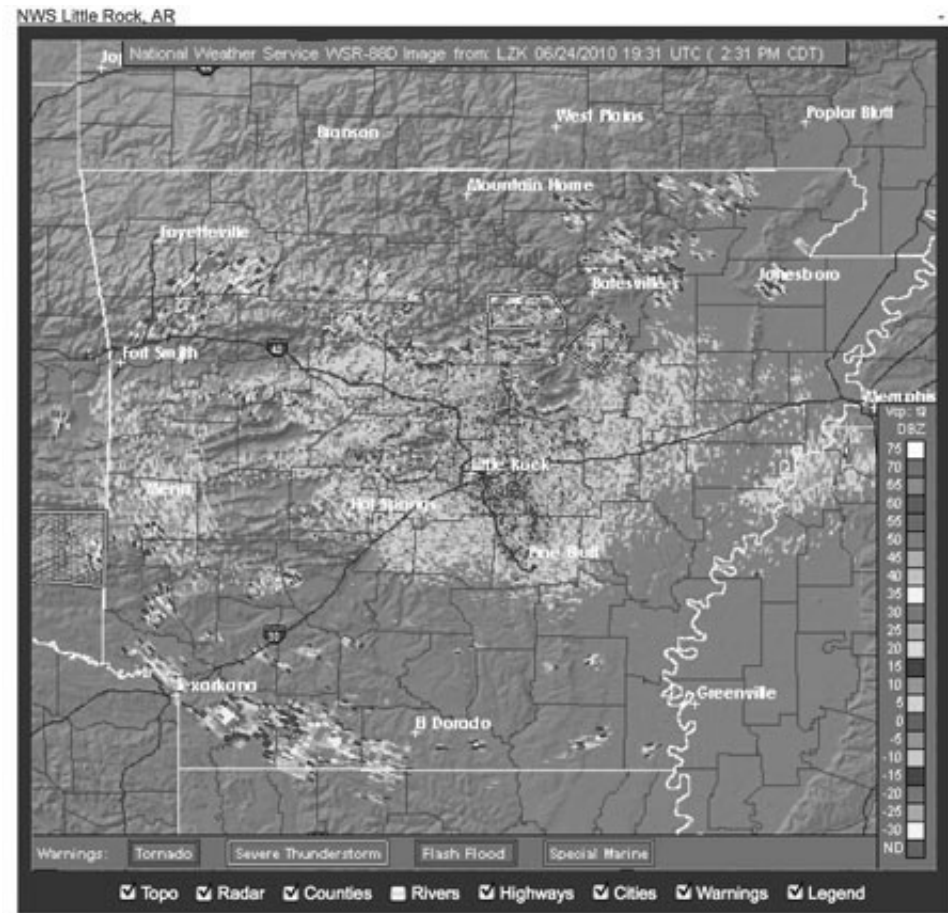 NWS Little Rock, AR
National Weather Service WSR-88D Image from: LZK 06/24/2010 19:31 UTC ( 2:31 PM CDT)
Branson
West Plains
Poplar Bluff
Mountain Home
Fayetteville
Batesville
Jonesboro
Fort Smith
Memphis
Little Rock
Mena
Hot Springs
Pine Bluff
Texarkana
El Dorado
Greenville
DBZ
75
70
65
60
55
50
45
40
35
30
25
20
15
10
5
0
-5
-10
-15
-20
-25
-30
ND
Warnings: Tornado Severe Thunderstorm Flash Flood Special Marine
Topo Radar Counties Rivers Highways Cities Warnings Legend